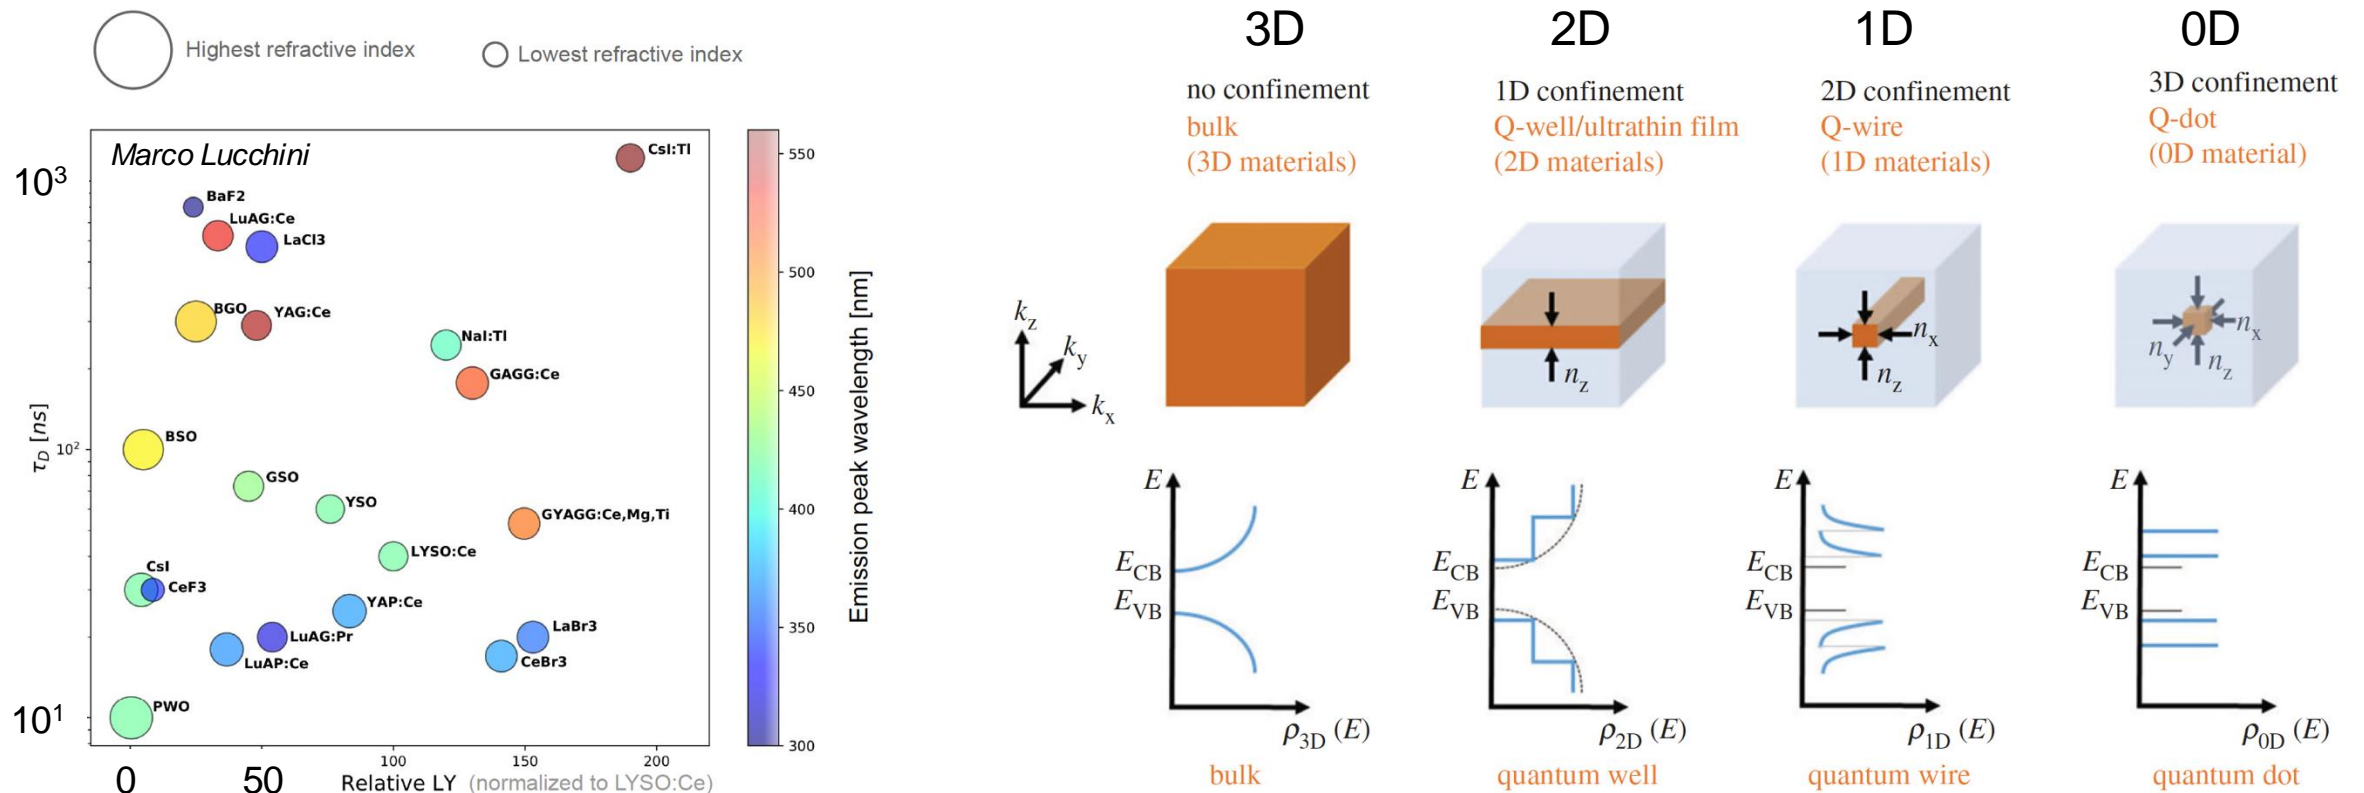 Highest refractive index
Lowest refractive index
Marco Lucchini
CsI:Tl
BaF2
LuAG:Ce
LaCl3
BGO
YAG:Ce
NaI:Tl
GAGG:Ce
BSO
GSO
YSO
GYAGG:Ce,Mg,Ti
LYSO:Ce
CsI
CeF3
YAP:Ce
LuAG:Pr
LaBr3
LuAP:Ce
CeBr3
PWO
10³
10²
10¹
τD [ns]
0
50
100
150
200
Relative LY (normalized to LYSO:Ce)
550
500
450
400
350
300
Emission peak wavelength [nm]
3D
no confinement
bulk
(3D materials)
2D
1D confinement
Q-well/ultrathin film
(2D materials)
1D
2D confinement
Q-wire
(1D materials)
0D
3D confinement
Q-dot
(0D material)
kz
ky
kx
nz
nx
nz
nx
ny
nz
E
ECB
EVB
ρ3D (E)
bulk
E
ECB
EVB
ρ2D (E)
quantum well
E
ECB
EVB
ρ1D (E)
quantum wire
E
ECB
EVB
ρ0D (E)
quantum dot